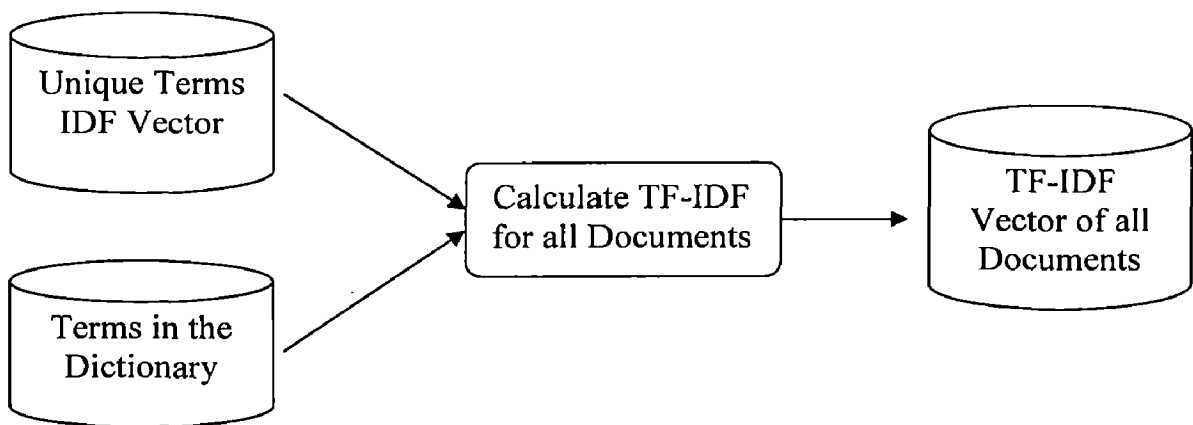 Unique Terms
IDF Vector
Terms in the
Dictionary
Calculate TF-IDF
for all Documents
TF-IDF
Vector of all
Documents